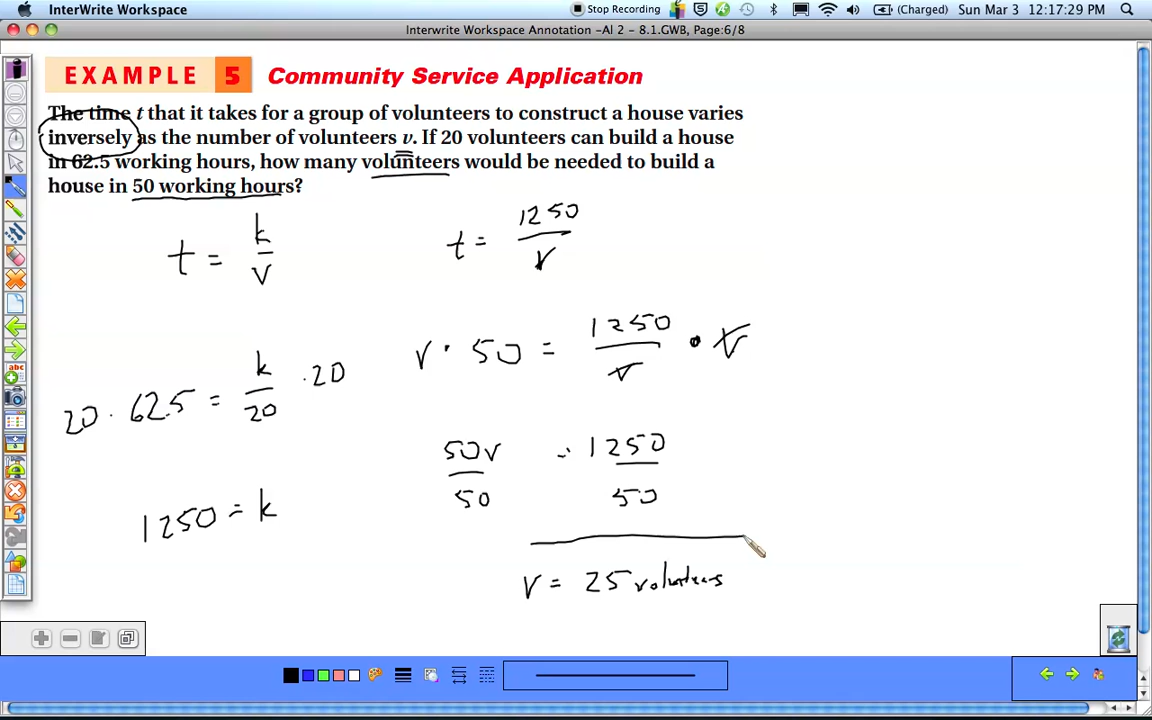 InterWrite Workspace
Stop Recording
(Charged) Sun Mar 3 12:17:29 PM
Interwrite Workspace Annotation -Al 2 - 8.1.GWB, Page:6/8
EXAMPLE 5 Community Service Application
The time t that it takes for a group of volunteers to construct a house varies
inversely as the number of volunteers v. If 20 volunteers can build a house
in 62.5 working hours, how many volunteers would be needed to build a
house in 50 working hours?
t = k/v
t = 1250/v
20 · 62.5 = k/20 · 20
v · 50 = 1250/v · v
50v/50 = 1250/50
1250 = k
v = 25 volunteers